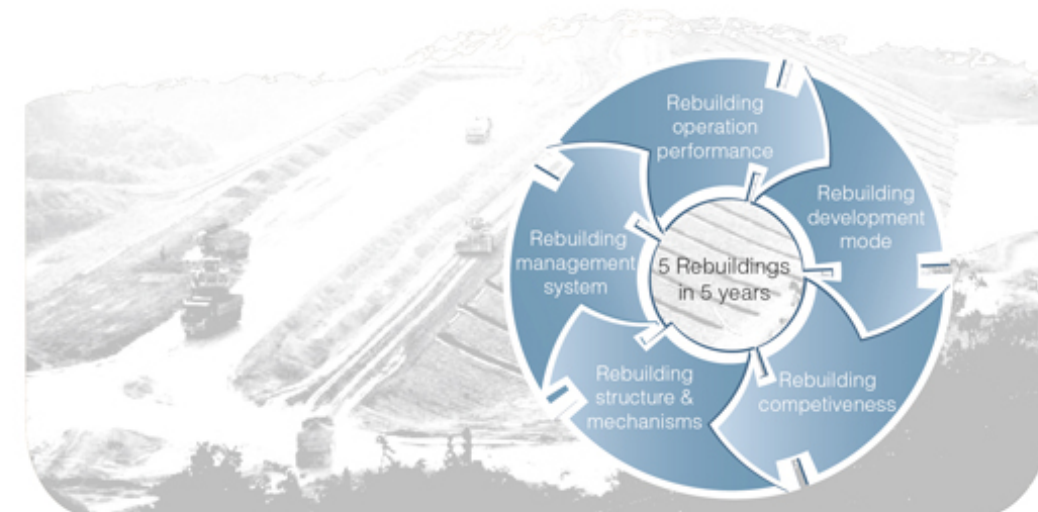 Rebuilding
operation
performance
Rebuilding
development
mode
Rebuilding
competiveness
Rebuilding
structure &
mechanisms
Rebuilding
management
system
5 Rebuildings
in 5 years